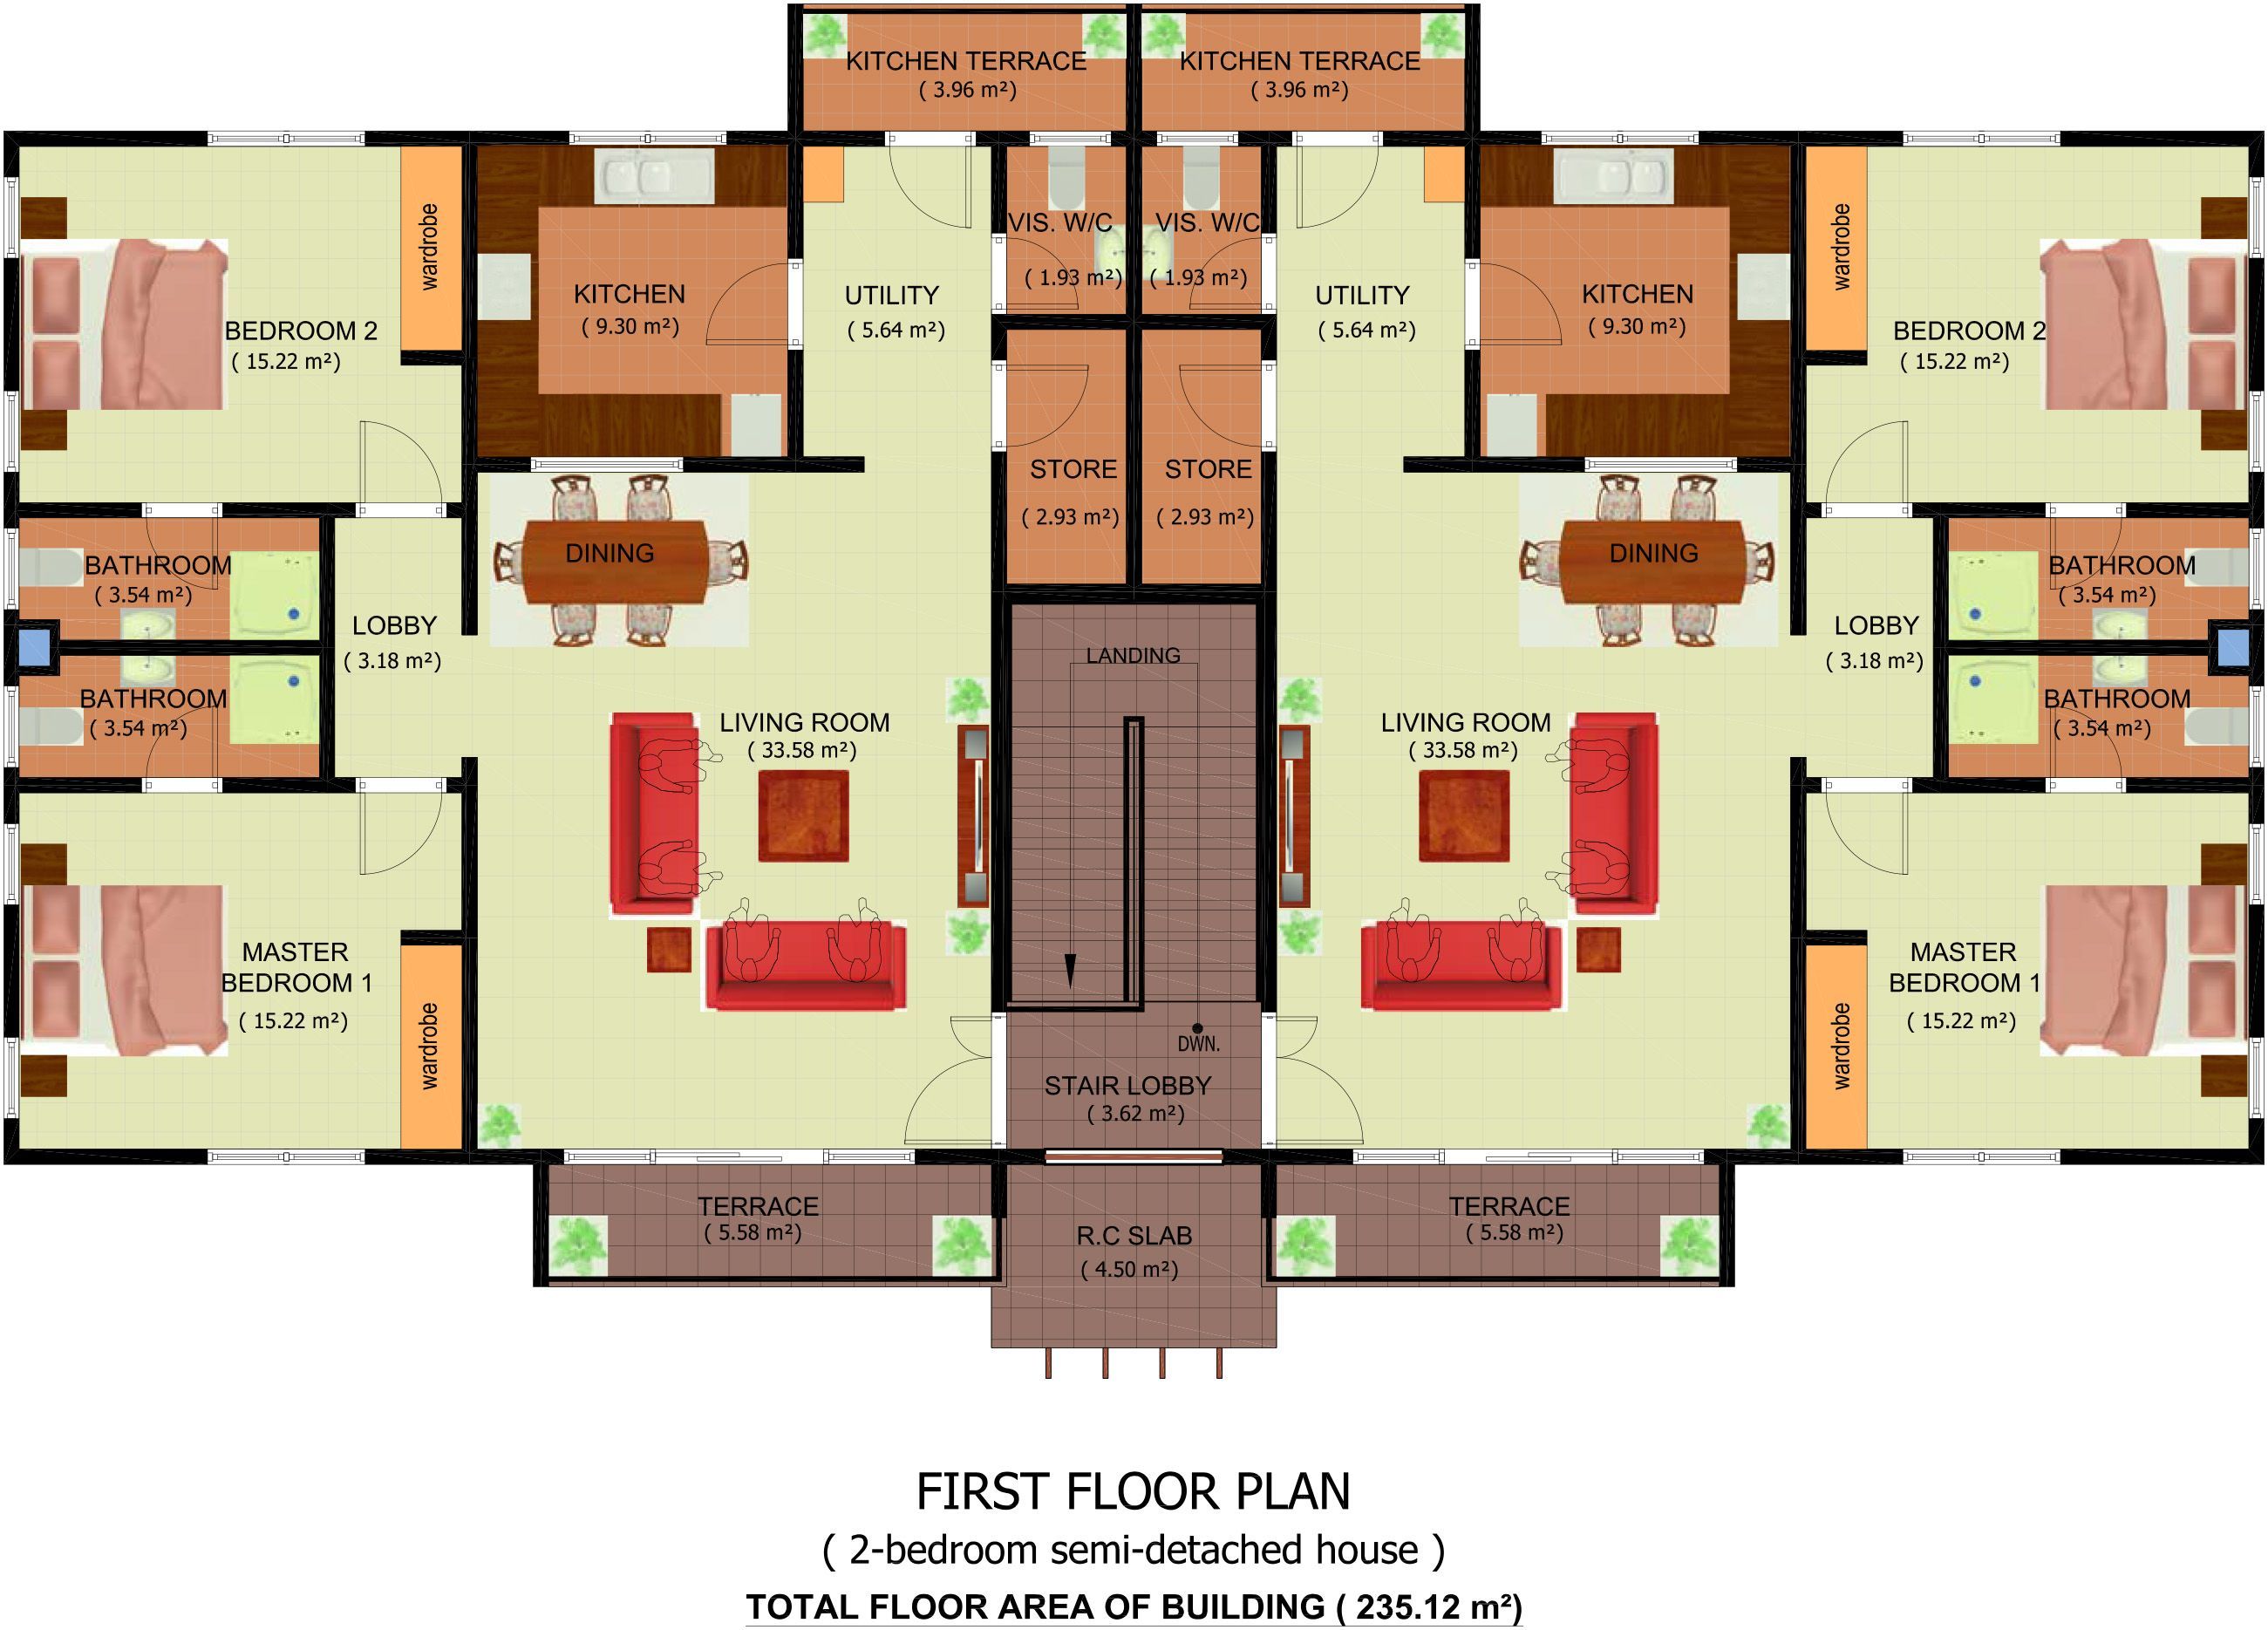 KITCHEN TERRACE
( 3.96 m²)
KITCHEN TERRACE
( 3.96 m²)
BEDROOM 2
( 15.22 m²)
wardrobe
KITCHEN
( 9.30 m²)
UTILITY
( 5.64 m²)
VIS. W/C
( 1.93 m²)
VIS. W/C
( 1.93 m²)
UTILITY
( 5.64 m²)
KITCHEN
( 9.30 m²)
wardrobe
BEDROOM 2
( 15.22 m²)
STORE
( 2.93 m²)
STORE
( 2.93 m²)
BATHROOM
( 3.54 m²)
LOBBY
( 3.18 m²)
DINING
DINING
LOBBY
( 3.18 m²)
BATHROOM
( 3.54 m²)
BATHROOM
( 3.54 m²)
LIVING ROOM
( 33.58 m²)
LANDING
LIVING ROOM
( 33.58 m²)
BATHROOM
( 3.54 m²)
MASTER
BEDROOM 1
( 15.22 m²)
wardrobe
DWN.
STAIR LOBBY
( 3.62 m²)
wardrobe
MASTER
BEDROOM 1
( 15.22 m²)
TERRACE
( 5.58 m²)
R.C SLAB
( 4.50 m²)
TERRACE
( 5.58 m²)
FIRST FLOOR PLAN
( 2-bedroom semi-detached house )
TOTAL FLOOR AREA OF BUILDING ( 235.12 m²)